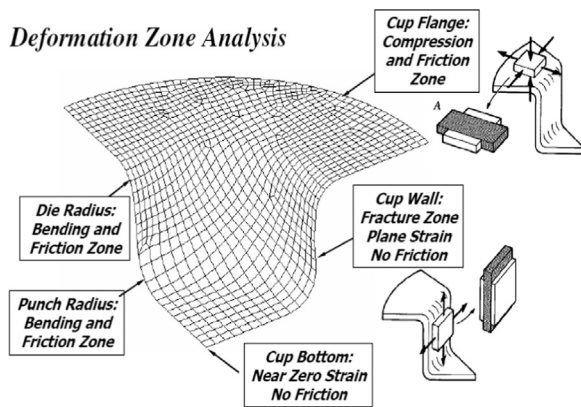 Deformation Zone Analysis
Cup Flange:
Compression
and Friction
Zone
A
Die Radius:
Bending and
Friction Zone
Cup Wall:
Fracture Zone
Plane Strain
No Friction
Punch Radius:
Bending and
Friction Zone
Cup Bottom:
Near Zero Strain
No Friction